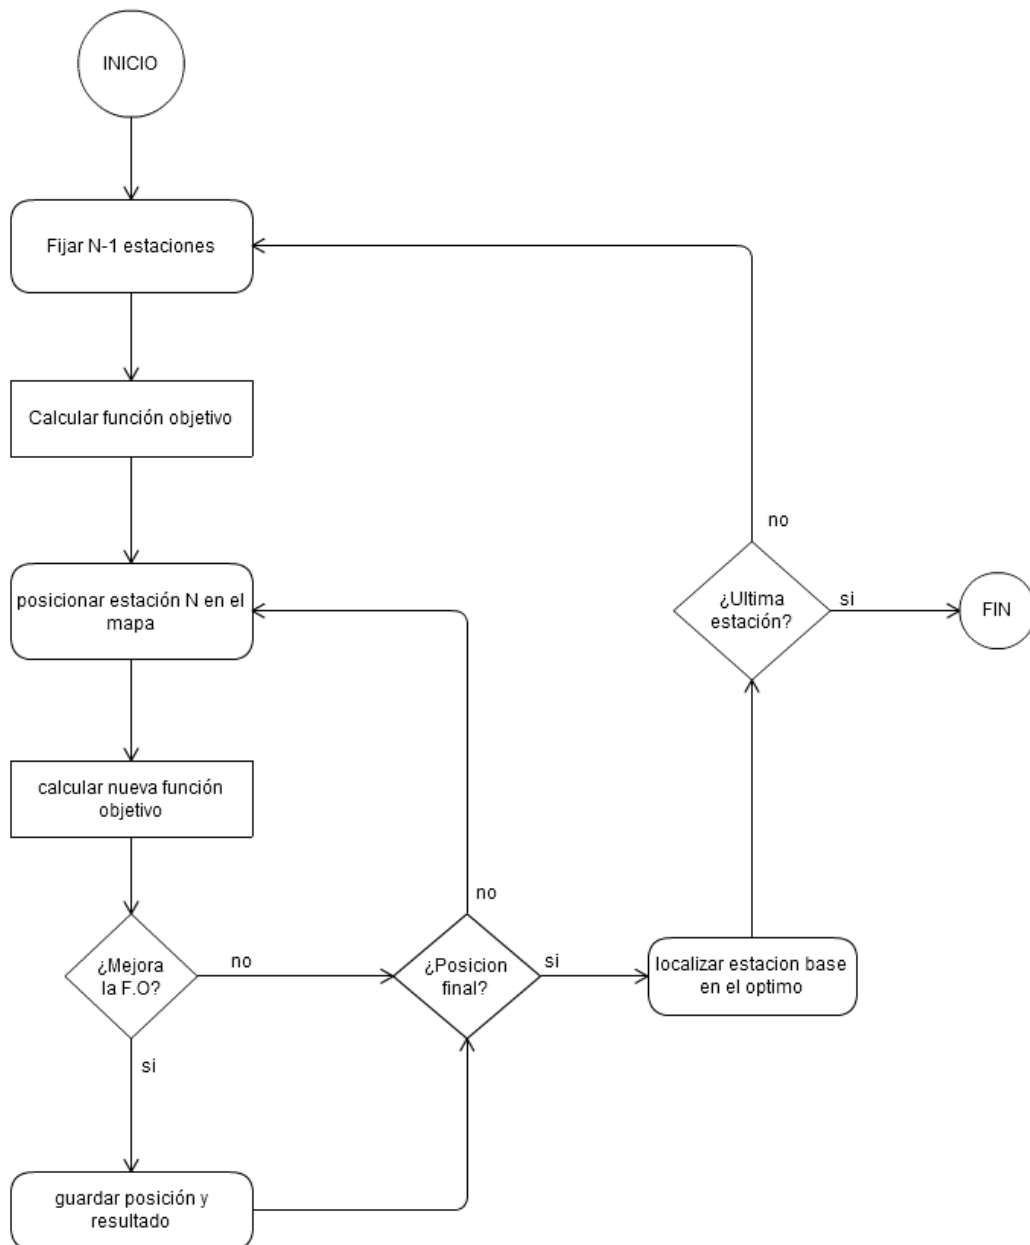 INICIO
Fijar N-1 estaciones
Calcular función objetivo
posicionar estación N en el
mapa
calcular nueva función
objetivo
¿Mejora
la F.O?
no
si
guardar posición y
resultado
¿Posicion
final?
no
si
localizar estacion base
en el optimo
¿Ultima
estación?
no
si
FIN